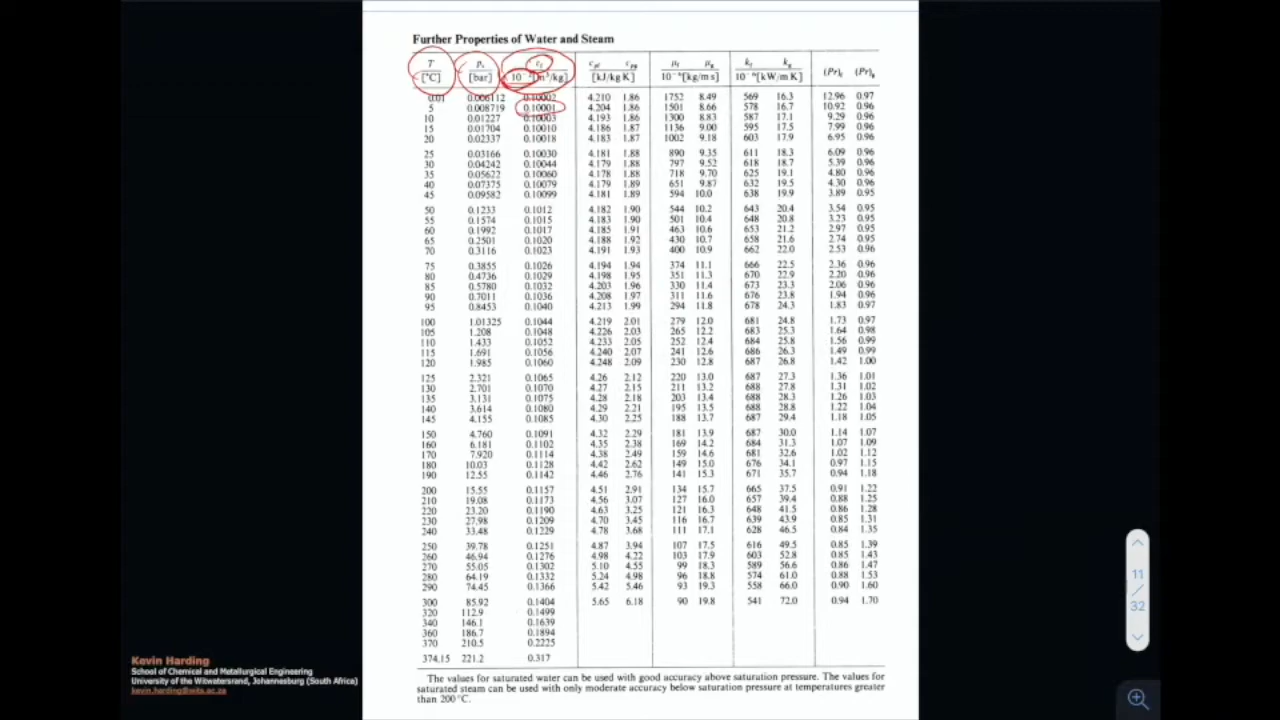 Further Properties of Water and Steam
T ps vf cpf cpg μf μg kf kg (Pr)f (Pr)g
[°C] [bar] 10⁻² [m³/kg] [kJ/kg K] 10⁻⁶[kg/m s] 10⁻⁶[kW/m K]
0.01 0.006112 0.10002 4.210 1.86 1752 8.49 569 16.3 12.96 0.97
5 0.008719 0.10001 4.204 1.86 1501 8.66 578 16.7 10.92 0.96
10 0.01227 0.10003 4.193 1.86 1300 8.83 587 17.1 9.29 0.96
15 0.01704 0.10010 4.186 1.87 1136 9.00 595 17.5 7.99 0.96
20 0.02337 0.10018 4.183 1.87 1002 9.18 603 17.9 6.95 0.96
25 0.03166 0.10030 4.181 1.88 890 9.35 611 18.3 6.09 0.96
30 0.04242 0.10044 4.179 1.88 797 9.52 618 18.7 5.39 0.96
35 0.05622 0.10060 4.178 1.88 718 9.70 625 19.1 4.80 0.96
40 0.07375 0.10079 4.179 1.89 651 9.87 632 19.5 4.30 0.96
45 0.09582 0.10099 4.181 1.89 594 10.0 638 19.9 3.89 0.95
50 0.1233 0.1012 4.182 1.90 544 10.2 643 20.4 3.54 0.95
55 0.1574 0.1015 4.183 1.90 501 10.4 648 20.8 3.23 0.95
60 0.1992 0.1017 4.185 1.91 463 10.6 653 21.2 2.97 0.95
65 0.2501 0.1020 4.188 1.92 430 10.7 658 21.6 2.74 0.95
70 0.3116 0.1023 4.191 1.93 400 10.9 662 22.0 2.53 0.96
75 0.3855 0.1026 4.194 1.94 374 11.1 666 22.5 2.36 0.96
80 0.4736 0.1029 4.198 1.95 351 11.3 670 22.9 2.20 0.96
85 0.5780 0.1032 4.203 1.96 330 11.4 673 23.3 2.06 0.96
90 0.7011 0.1036 4.208 1.97 311 11.6 676 23.8 1.94 0.96
95 0.8453 0.1040 4.213 1.99 294 11.8 678 24.3 1.83 0.97
100 1.01325 0.1044 4.219 2.01 279 12.0 681 24.8 1.73 0.97
105 1.208 0.1048 4.226 2.03 265 12.2 683 25.3 1.64 0.98
110 1.433 0.1052 4.233 2.05 252 12.4 684 25.8 1.56 0.99
115 1.691 0.1056 4.240 2.07 241 12.6 686 26.3 1.49 0.99
120 1.985 0.1060 4.248 2.09 230 12.8 687 26.8 1.42 1.00
125 2.321 0.1065 4.26 2.12 220 13.0 687 27.3 1.36 1.01
130 2.701 0.1070 4.27 2.15 211 13.2 688 27.8 1.31 1.02
135 3.131 0.1075 4.28 2.18 203 13.4 688 28.3 1.26 1.03
140 3.614 0.1080 4.29 2.21 195 13.5 688 28.8 1.22 1.04
145 4.155 0.1085 4.30 2.25 188 13.7 687 29.4 1.18 1.05
150 4.760 0.1091 4.32 2.29 181 13.9 687 30.0 1.14 1.07
160 6.181 0.1102 4.35 2.38 169 14.2 684 31.3 1.07 1.09
170 7.920 0.1114 4.38 2.49 159 14.6 681 32.6 1.02 1.12
180 10.03 0.1128 4.42 2.62 149 15.0 676 34.1 0.97 1.15
190 12.55 0.1142 4.46 2.76 141 15.3 671 35.7 0.94 1.18
200 15.55 0.1157 4.51 2.91 134 15.7 665 37.5 0.91 1.22
210 19.08 0.1173 4.56 3.07 127 16.0 657 39.4 0.88 1.25
220 23.20 0.1190 4.63 3.25 121 16.3 648 41.5 0.86 1.28
230 27.98 0.1209 4.70 3.45 116 16.7 639 43.9 0.85 1.31
240 33.48 0.1229 4.78 3.68 111 17.1 628 46.5 0.84 1.35
250 39.78 0.1251 4.87 3.94 107 17.5 616 49.5 0.85 1.39
260 46.94 0.1276 4.98 4.22 103 17.9 603 52.8 0.85 1.43
270 55.05 0.1302 5.10 4.55 99 18.3 589 56.6 0.86 1.47
280 64.19 0.1332 5.24 4.98 96 18.8 574 61.0 0.88 1.53
290 74.45 0.1366 5.42 5.46 93 19.3 558 66.0 0.90 1.60
300 85.92 0.1404 5.65 6.18 90 19.8 541 72.0 0.94 1.70
320 112.9 0.1499
340 146.1 0.1639
360 186.7 0.1894
370 210.5 0.2225
374.15 221.2 0.317
The values for saturated water can be used with good accuracy above saturation pressure. The values for
saturated steam can be used with only moderate accuracy below saturation pressure at temperatures greater
than 200 °C.
Kevin Harding
School of Chemical and Metallurgical Engineering
University of the Witwatersrand, Johannesburg (South Africa)
kevin.harding@wits.ac.za
11
/
32